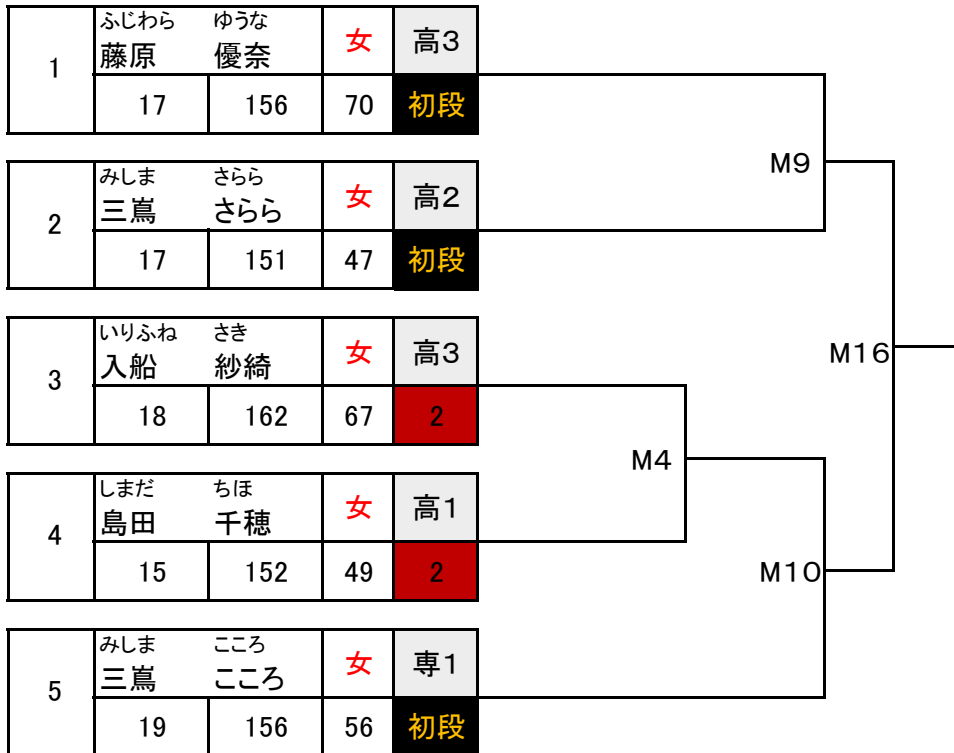 ふじわら ゆうな
1 藤原 優奈 女 高3
17 156 70 初段
M9
みしま さらら
2 三嶌 さらら 女 高2
17 151 47 初段
いりふね さき
3 入船 紗綺 女 高3
M16
18 162 67 2
M4
しまだ ちほ
4 島田 千穂 女 高1
15 152 49 2
M10
みしま こころ
5 三嶌 こころ 女 専1
19 156 56 初段